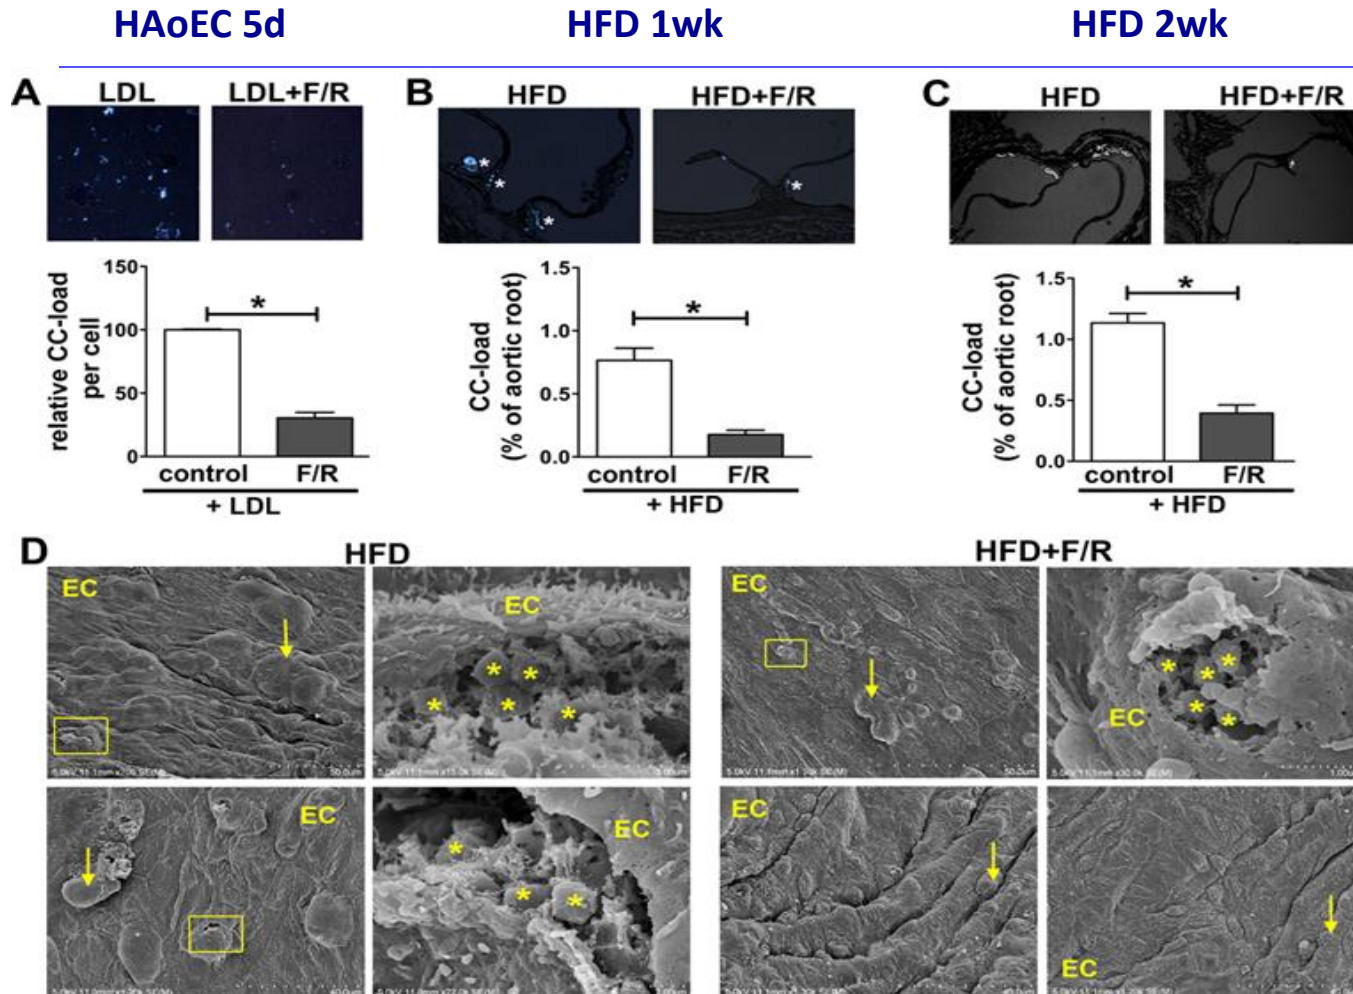 HAoEC 5d
HFD 1wk
HFD 2wk
A
LDL
LDL+F/R
B
HFD
HFD+F/R
C
HFD
HFD+F/R
relative CC-load
per cell
150
100
50
0
*
control
F/R
+ LDL
CC-load
(% of aortic root)
1.5
1.0
0.5
0.0
*
control
F/R
+ HFD
CC-load
(% of aortic root)
1.5
1.0
0.5
0.0
*
control
F/R
+ HFD
D
HFD
HFD+F/R
EC
EC
EC
EC
EC
EC
EC
EC